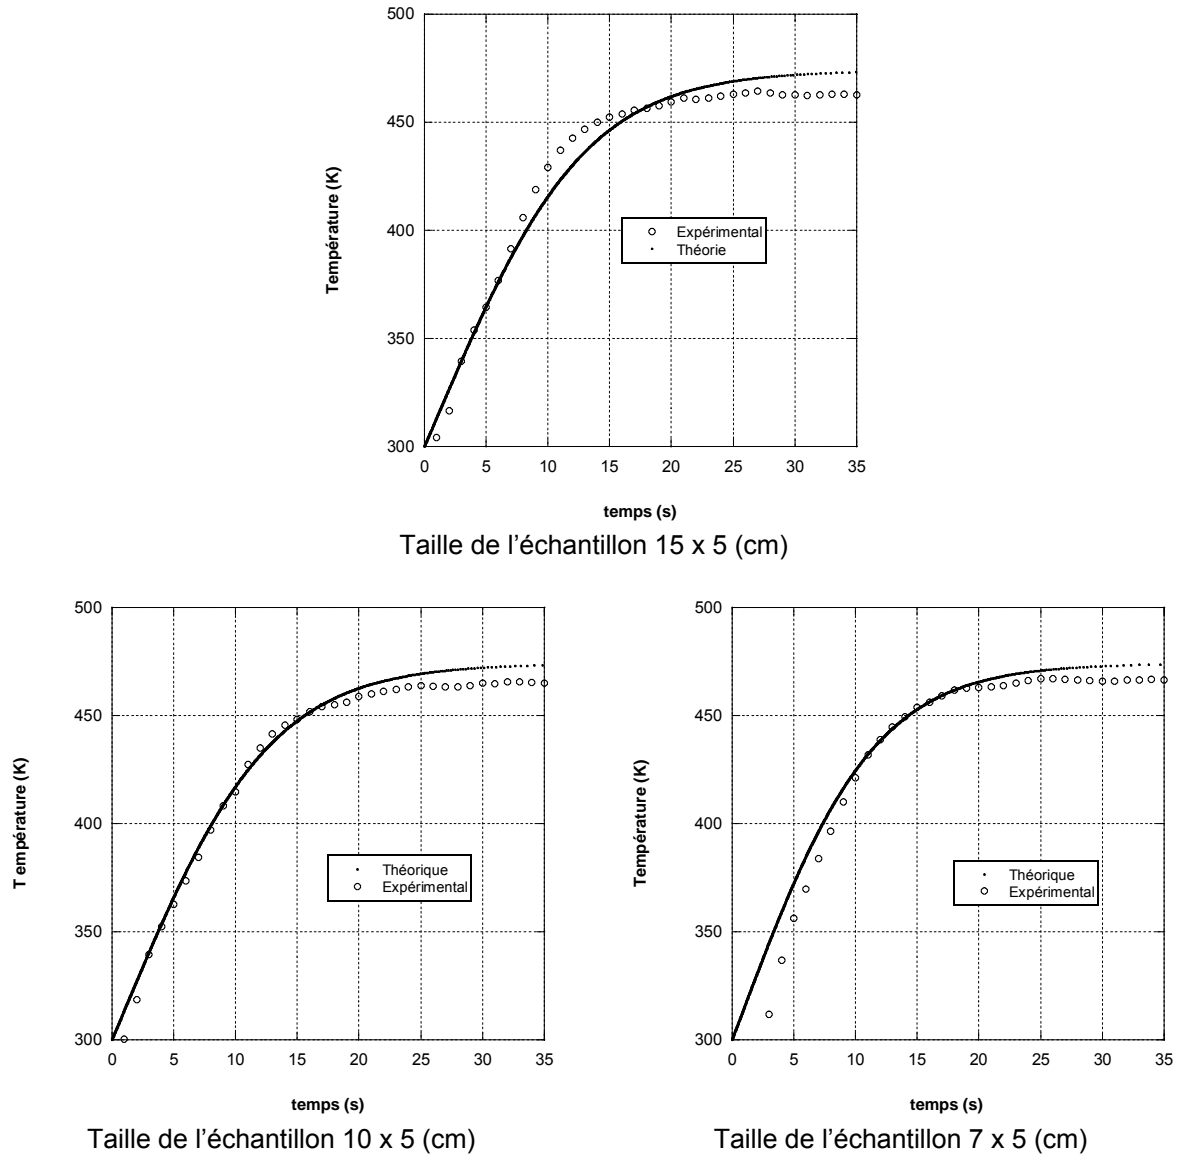 500
450
400
350
300
Température (K)
Expérimental
Théorie
0 5 10 15 20 25 30 35
temps (s)
Taille de l'échantillon 15 x 5 (cm)
500
450
400
350
300
T empérature (K)
Théorique
Expérimental
0 5 10 15 20 25 30 35
temps (s)
Taille de l'échantillon 10 x 5 (cm)
500
450
400
350
300
Température (K)
Théorique
Expérimental
0 5 10 15 20 25 30 35
temps (s)
Taille de l'échantillon 7 x 5 (cm)